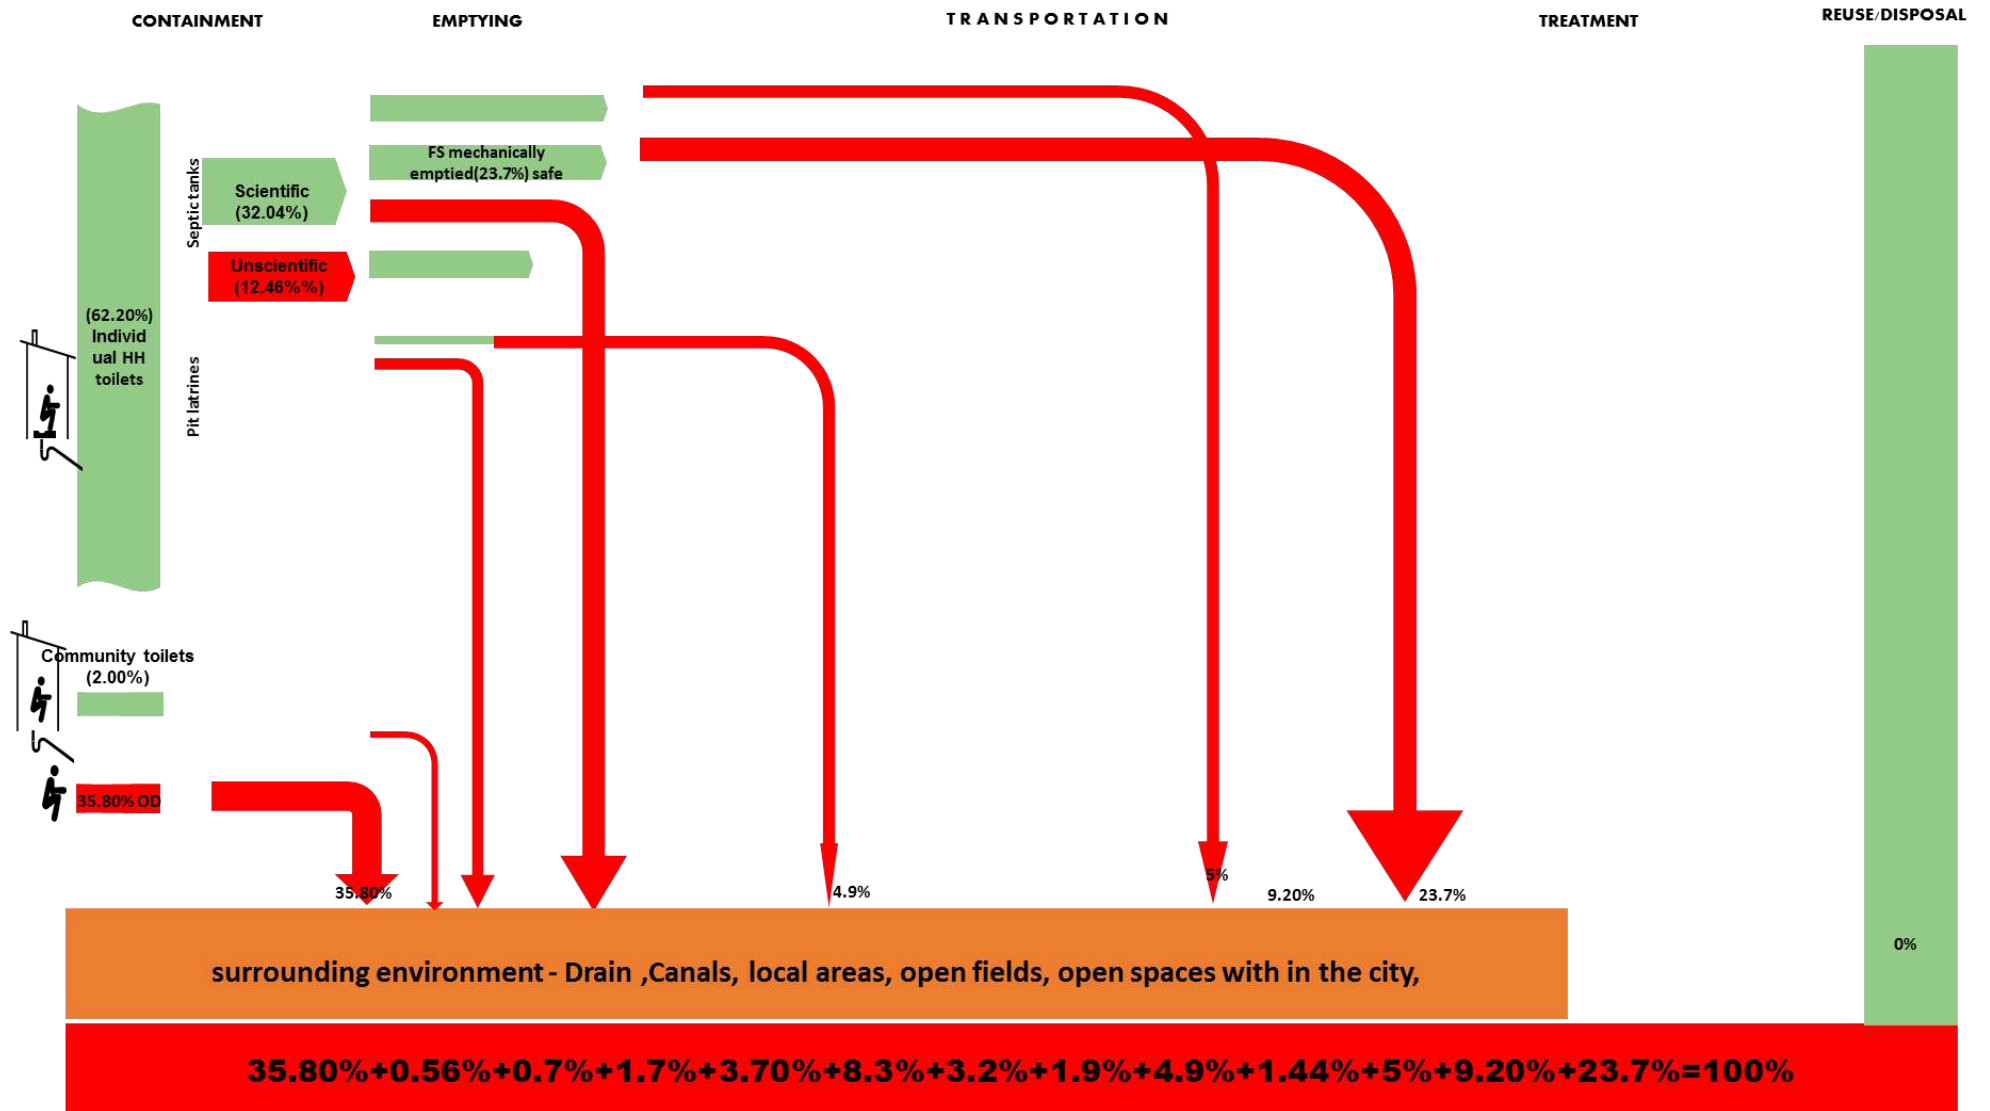 CONTAINMENT
EMPTYING
TRANSPORTATION
TREATMENT
REUSE/DISPOSAL
Septic tanks
Scientific
(32.04%)
FS mechanically
emptied(23.7%) safe
Unscientific
(12.46%%)
(62.20%)
Individ
ual HH
toilets
Pit latrines
Community toilets
(2.00%)
35.80% OD
35.80%
4.9%
5%
9.20%
23.7%
0%
surrounding environment - Drain ,Canals, local areas, open fields, open spaces with in the city,
35.80%+0.56%+0.7%+1.7%+3.70%+8.3%+3.2%+1.9%+4.9%+1.44%+5%+9.20%+23.7%=100%